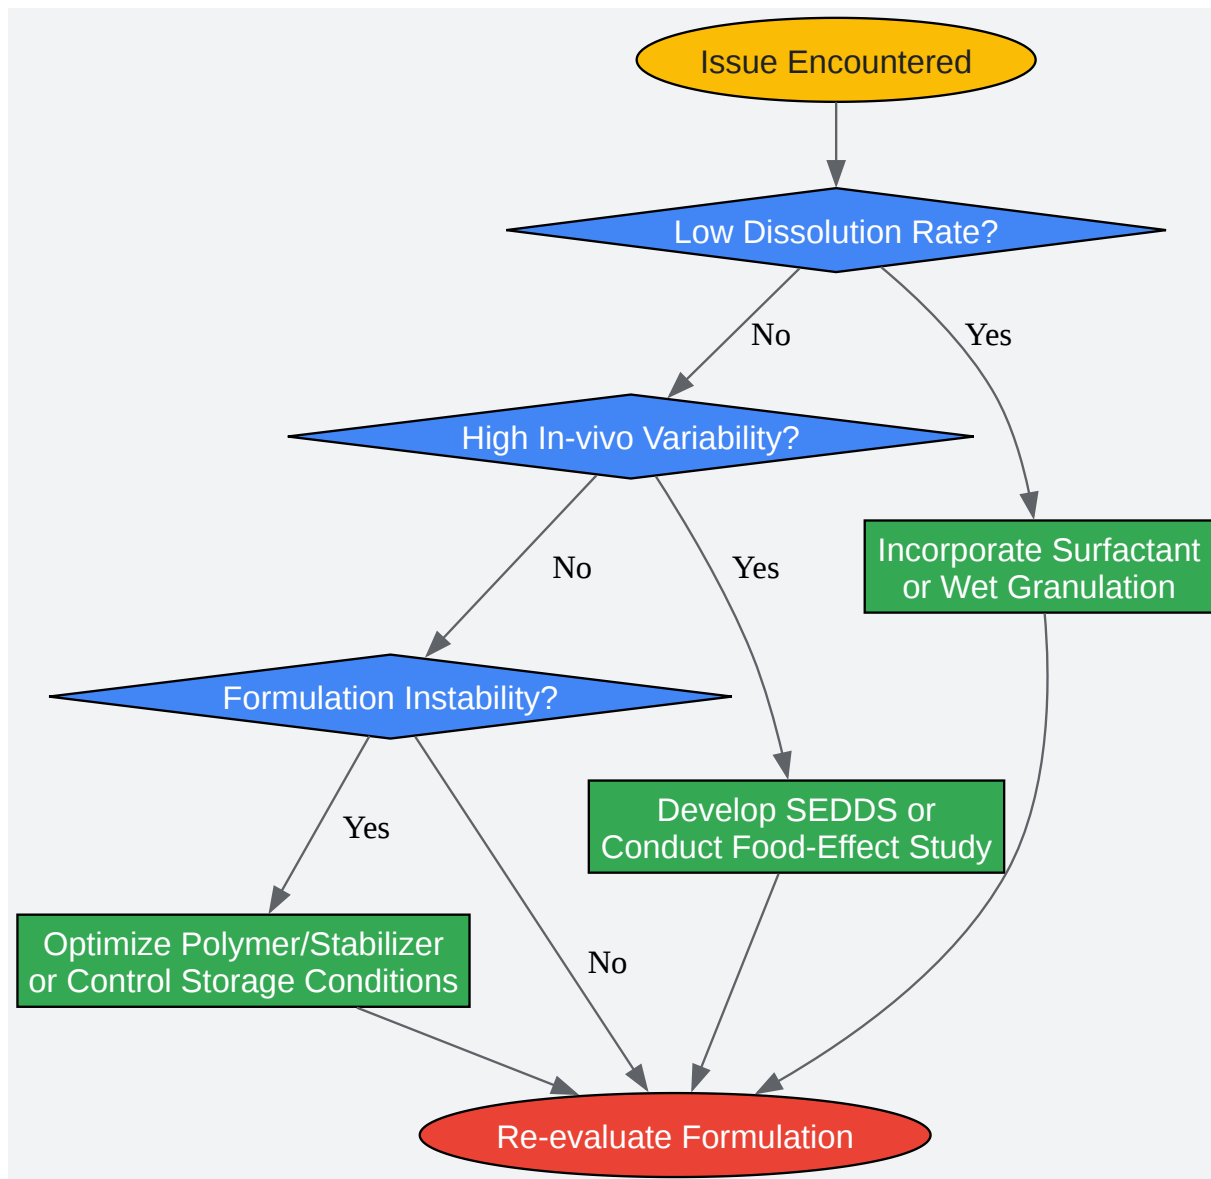 Issue Encountered
Low Dissolution Rate?
No
Yes
High In-vivo Variability?
Incorporate Surfactant
or Wet Granulation
No
Yes
Formulation Instability?
Develop SEDDS or
Conduct Food-Effect Study
Yes
Optimize Polymer/Stabilizer
or Control Storage Conditions
No
Re-evaluate Formulation